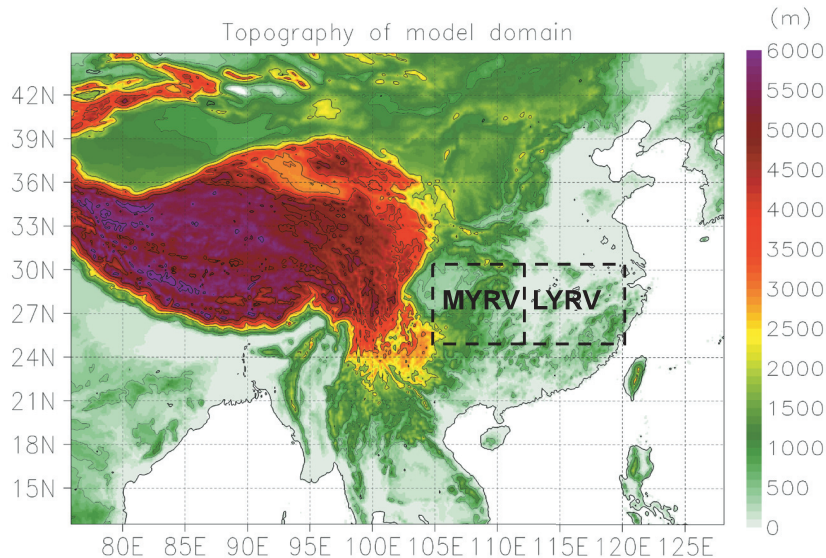 (m)
Topography of model domain
6000
5500
5000
4500
4000
3500
3000
2500
2000
1500
1000
500
0
42N
39N
36N
33N
30N
27N
24N
21N
18N
15N
MYRV LYRV
80E 85E 90E 95E 100E 105E 110E 115E 120E 125E